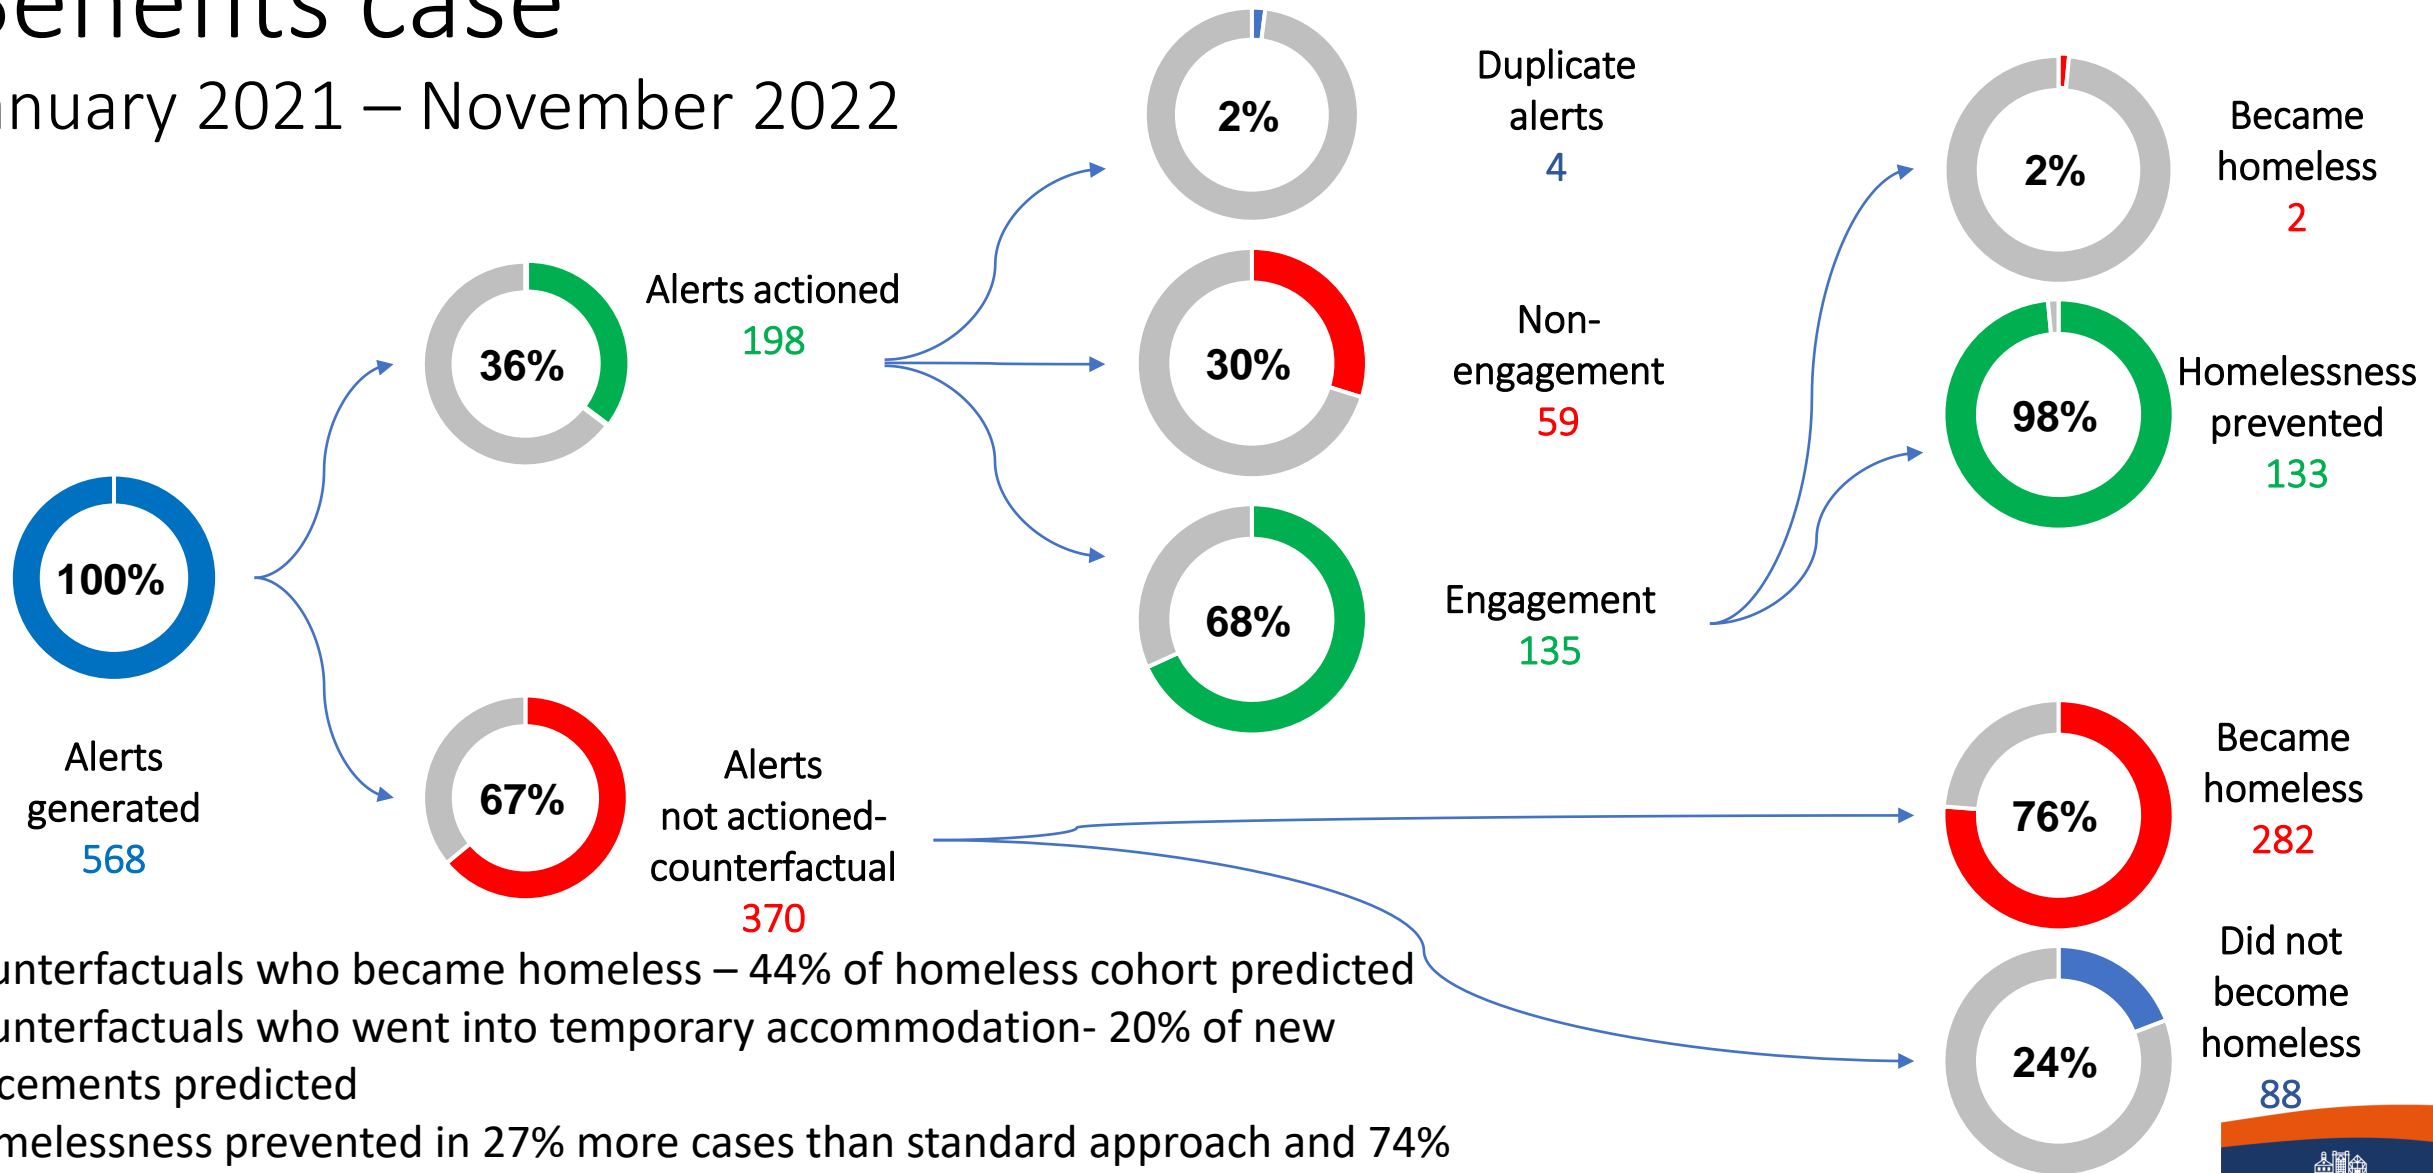 Benefits case
anuary 2021 – November 2022
100%
Alerts
generated
568
36%
Alerts actioned
198
67%
Alerts
not actioned-
counterfactual
370
2%
Duplicate
alerts
4
30%
Non-
engagement
59
68%
Engagement
135
2%
Became
homeless
2
98%
Homelessness
prevented
133
76%
Became
homeless
282
24%
Did not
become
homeless
88
unterfactuals who became homeless – 44% of homeless cohort predicted
unterfactuals who went into temporary accommodation- 20% of new
cements predicted
melessness prevented in 27% more cases than standard approach and 74%